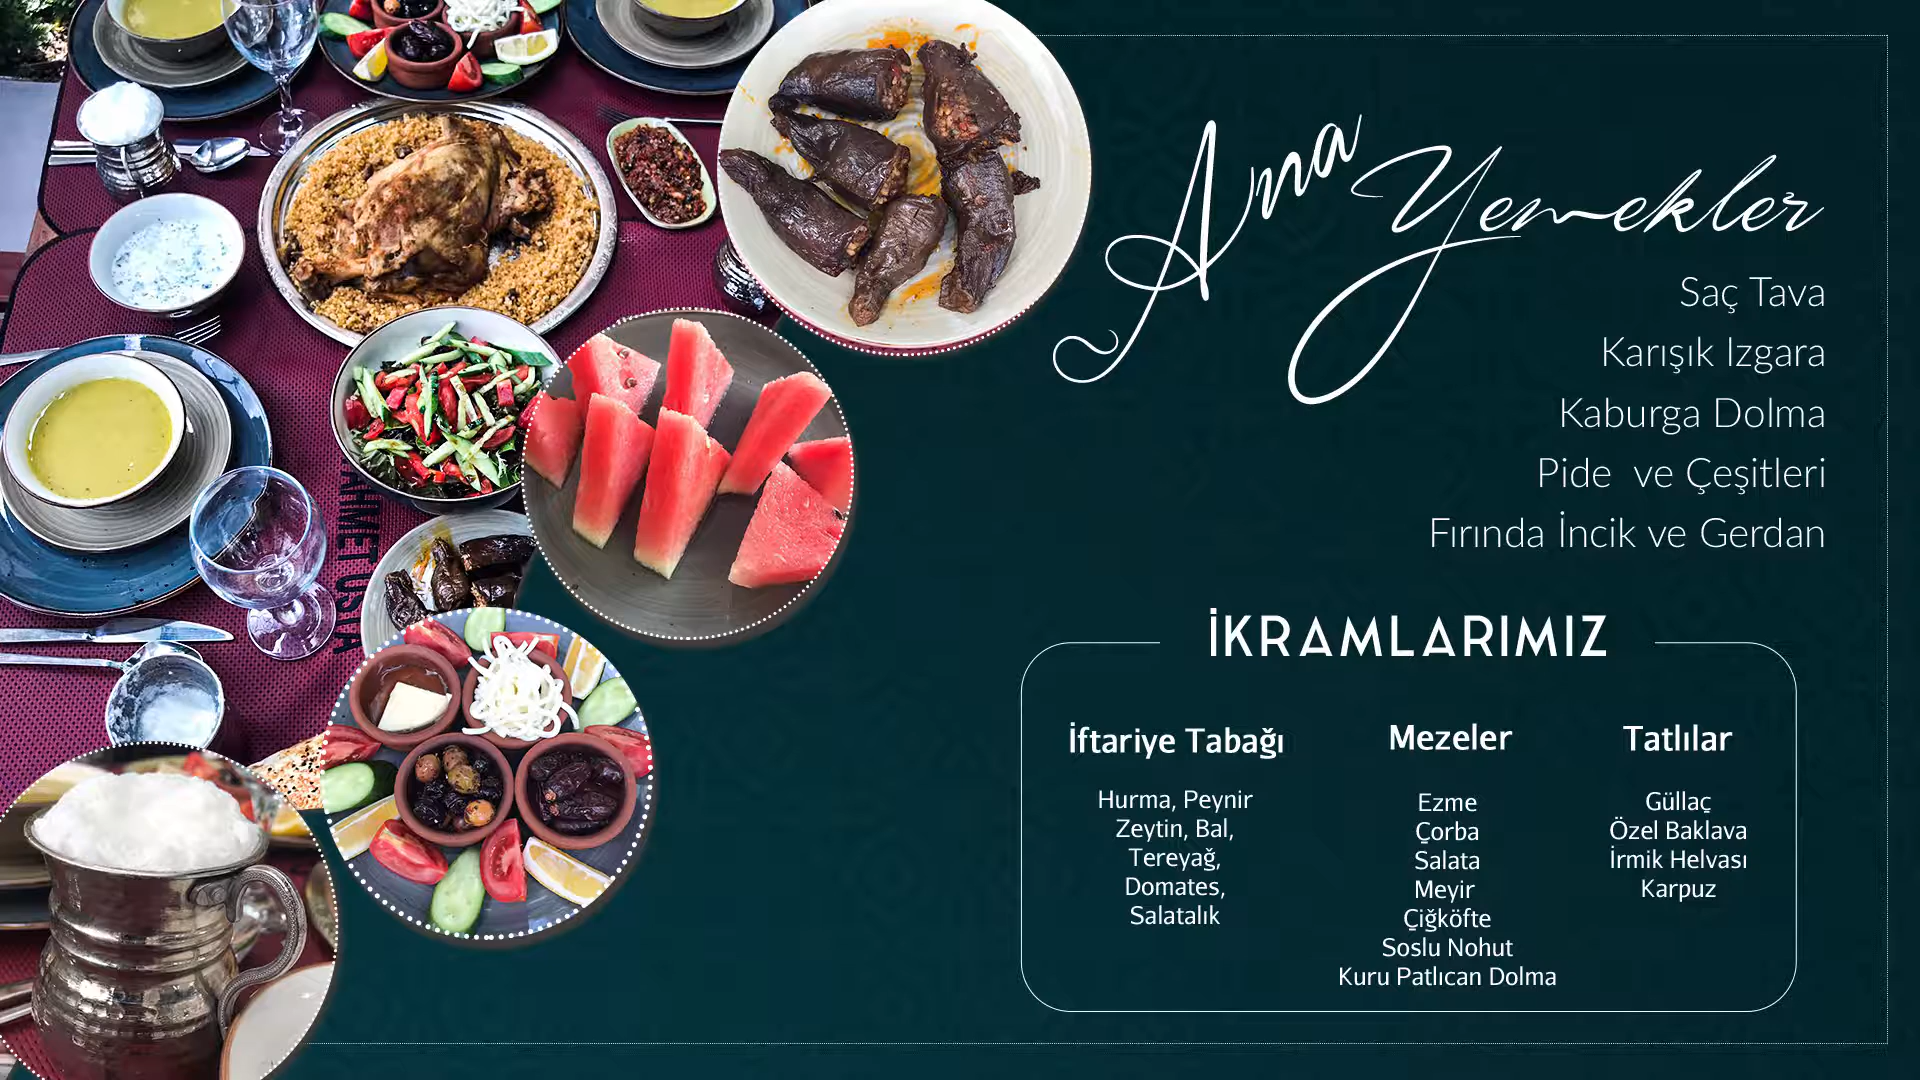 Ana Yemekler
Saç Tava
Karışık Izgara
Kaburga Dolma
Pide  ve Çeşitleri
Fırında İncik ve Gerdan
İKRAMLARIMIZ
İftariye Tabağı
Hurma, Peynir
Zeytin, Bal,
Tereyağ,
Domates,
Salatalık
Mezeler
Ezme
Çorba
Salata
Meyir
Çiğköfte
Soslu Nohut
Kuru Patlıcan Dolma
Tatlılar
Güllaç
Özel Baklava
İrmik Helvası
Karpuz